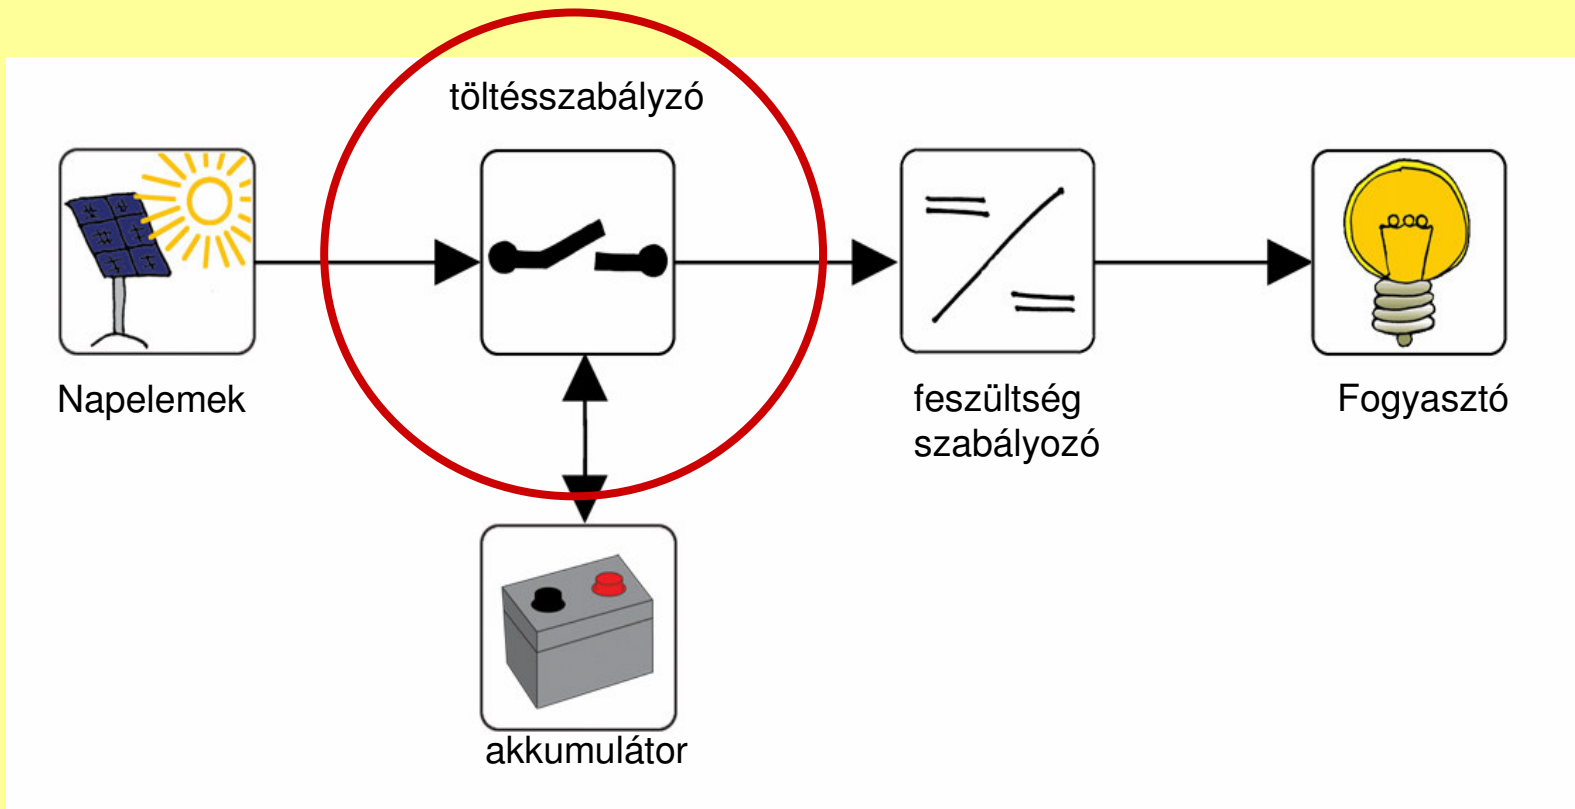 töltésszabályzó
Napelemek
feszültség
szabályozó
Fogyasztó
akkumulátor